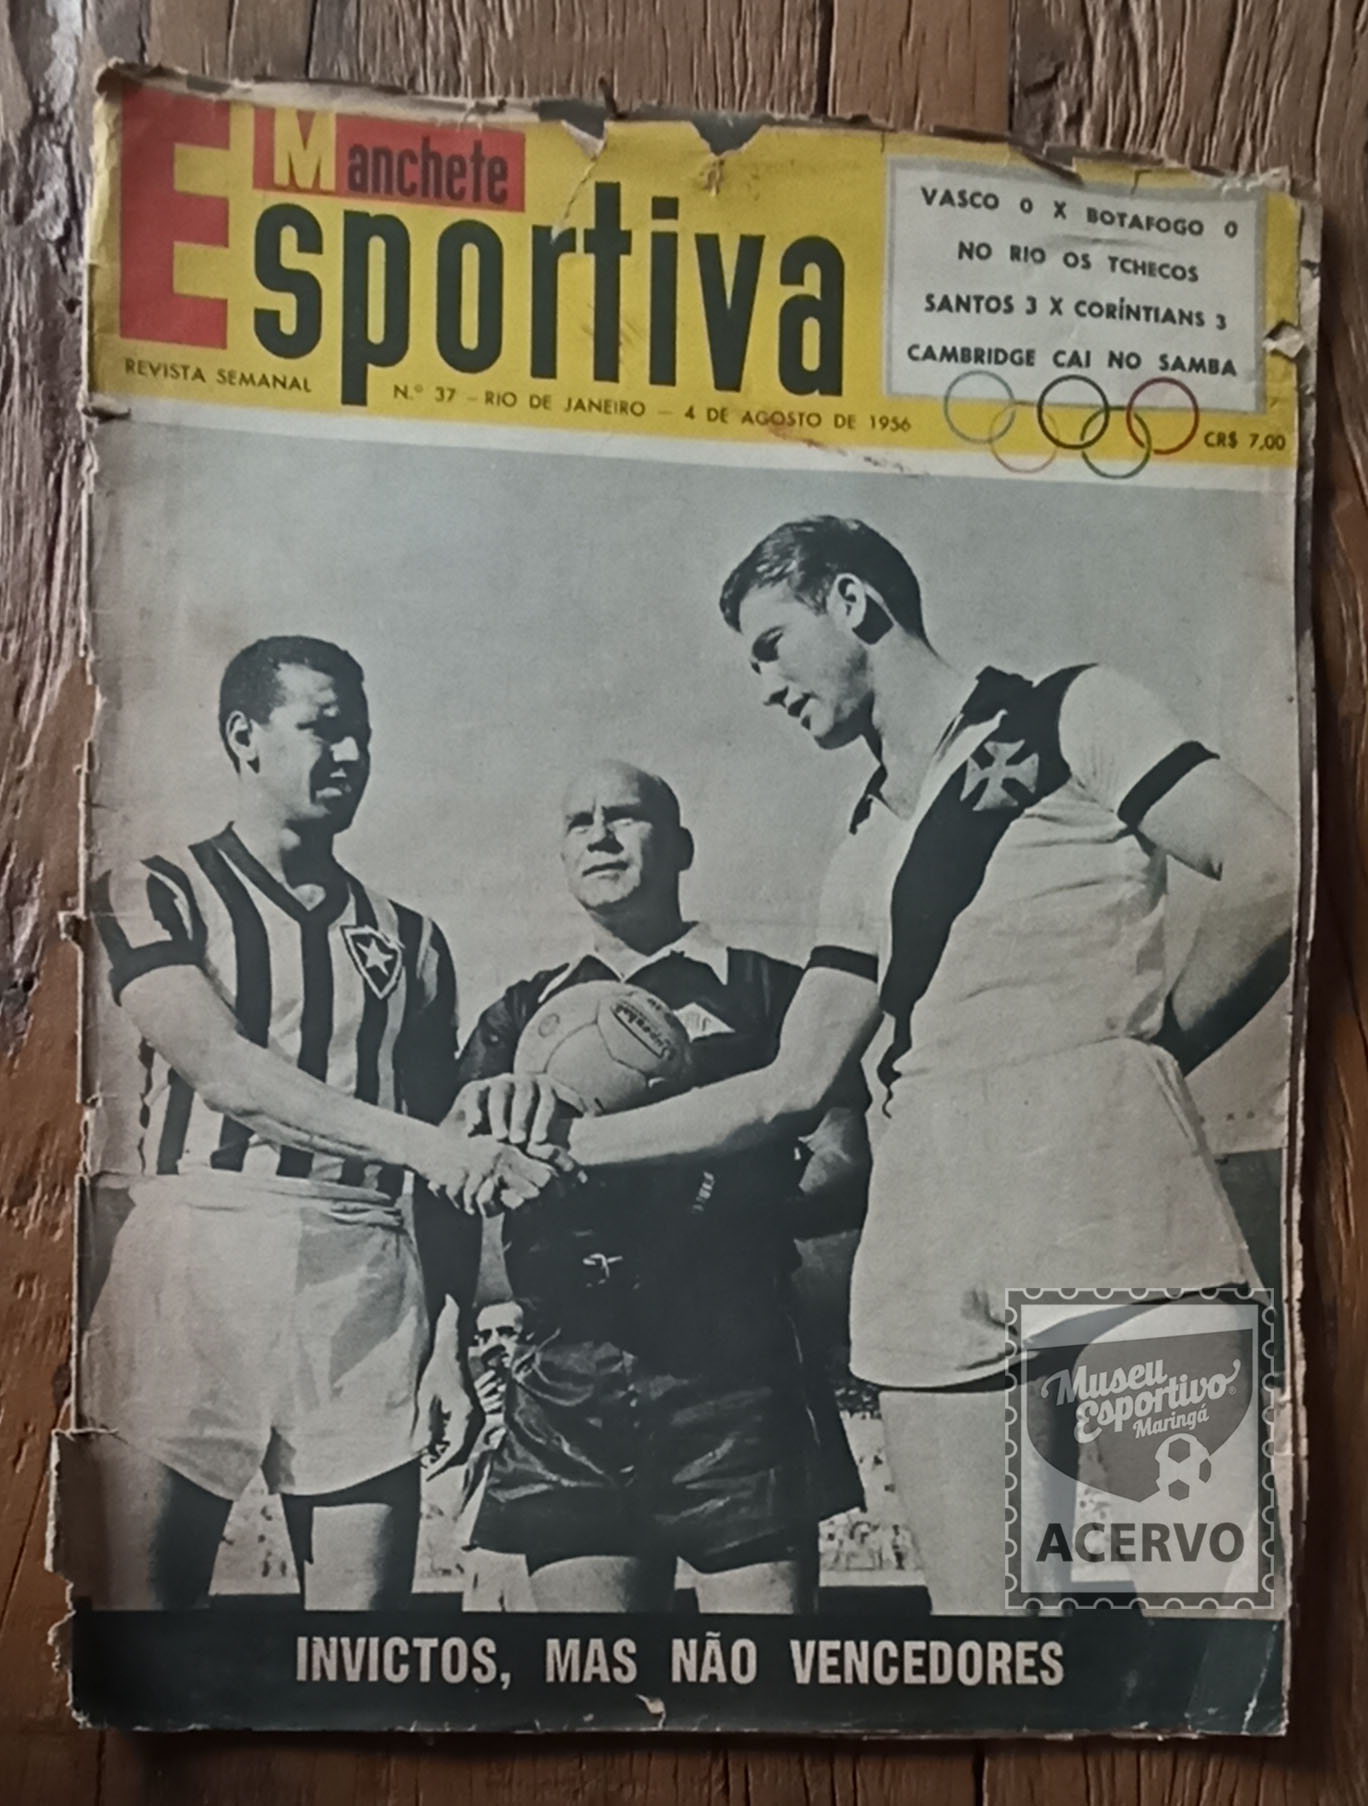 Manchete
Esportiva
VASCO 0 X BOTAFOGO 0
NO RIO OS TCHECOS
SANTOS 3 X CORÍNTIANS 3
CAMBRIDGE CAI NO SAMBA
REVISTA SEMANAL
N.º 37 – RIO DE JANEIRO – 4 DE AGOSTO DE 1956
CR$ 7,00
Museu
Esportivo
Maringá
ACERVO
INVICTOS, MAS NÃO VENCEDORES